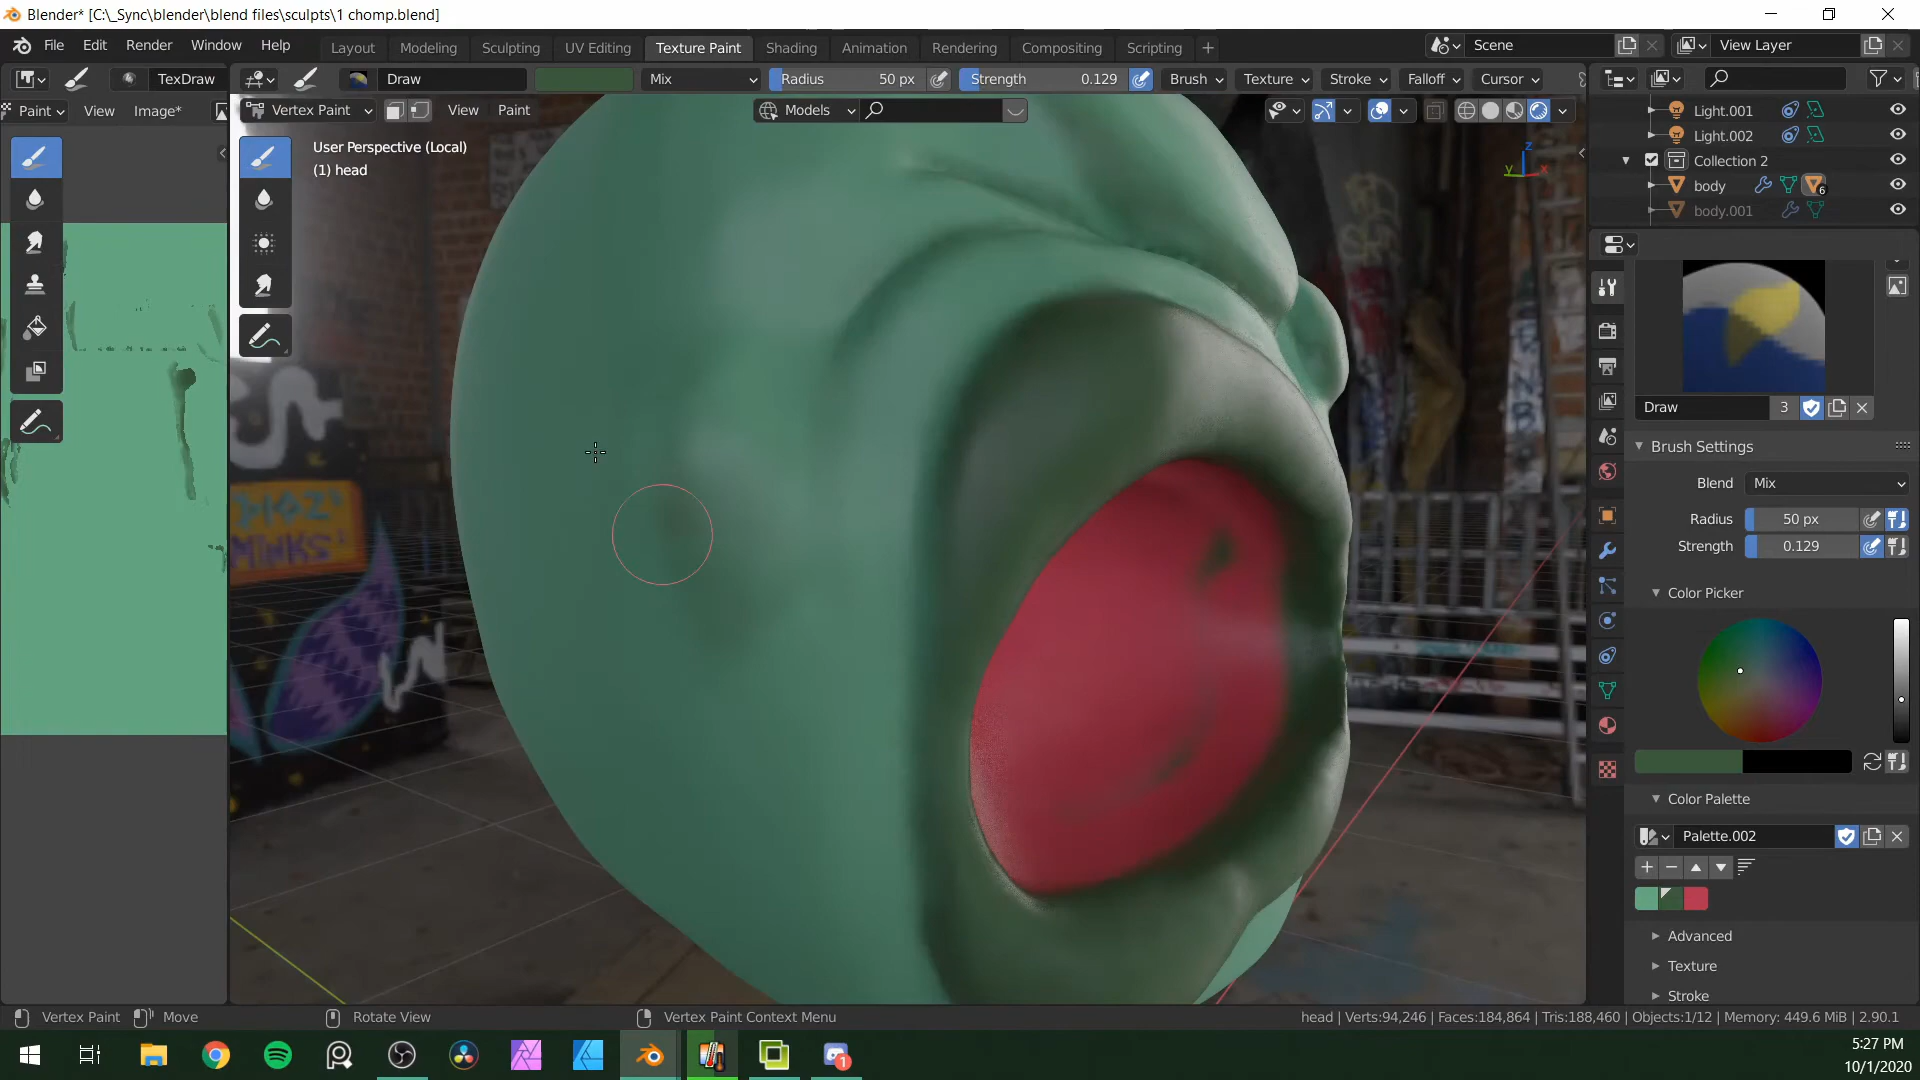 Blender* [C:\_Sync\blender\blend files\sculpts\1 chomp.blend]
File Edit Render Window Help
Layout Modeling Sculpting UV Editing Texture Paint Shading Animation Rendering Compositing Scripting +
Scene
View Layer
TexDraw
Draw
Mix
Radius 50 px
Strength 0.129
Brush Texture Stroke Falloff Cursor
Paint View Image*
Vertex Paint View Paint
Models
User Perspective (Local)
(1) head
Z
Y X
Light.001
Light.002
Collection 2
body 6
body.001
Draw 3
Brush Settings
Blend Mix
Radius 50 px
Strength 0.129
Color Picker
Color Palette
Palette.002
Advanced
Texture
Stroke
MINKS
Vertex Paint Move Rotate View Vertex Paint Context Menu
head | Verts:94,246 | Faces:184,864 | Tris:188,460 | Objects:1/12 | Memory: 449.6 MiB | 2.90.1
1
5:27 PM
10/1/2020